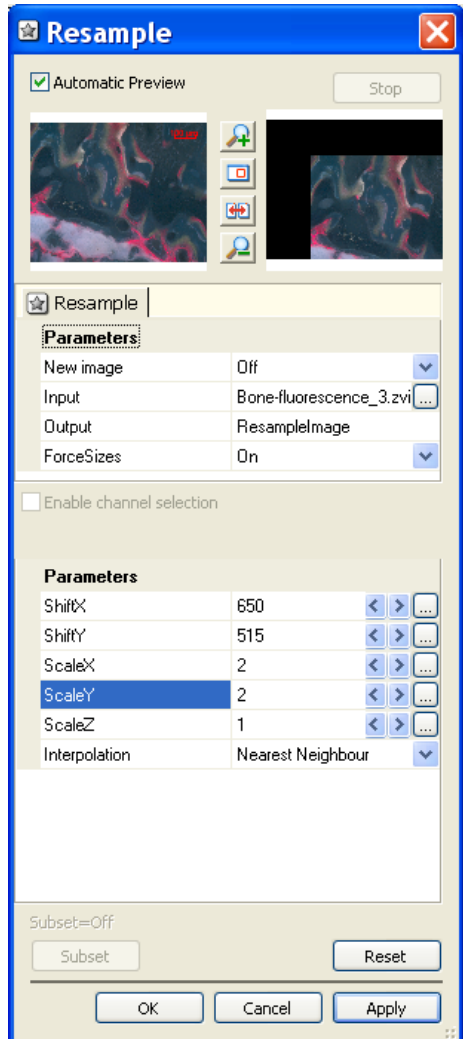 Resample
Automatic Preview
Stop
Resample
Parameters
New image Off
Input Bone-fluorescence_3.zvi ...
Output ResampleImage
ForceSizes On
Enable channel selection
Parameters
ShiftX 650 < > ...
ShiftY 515 < > ...
ScaleX 2 < > ...
ScaleY 2 < > ...
ScaleZ 1 < > ...
Interpolation Nearest Neighbour
Subset=Off
Subset Reset
OK Cancel Apply